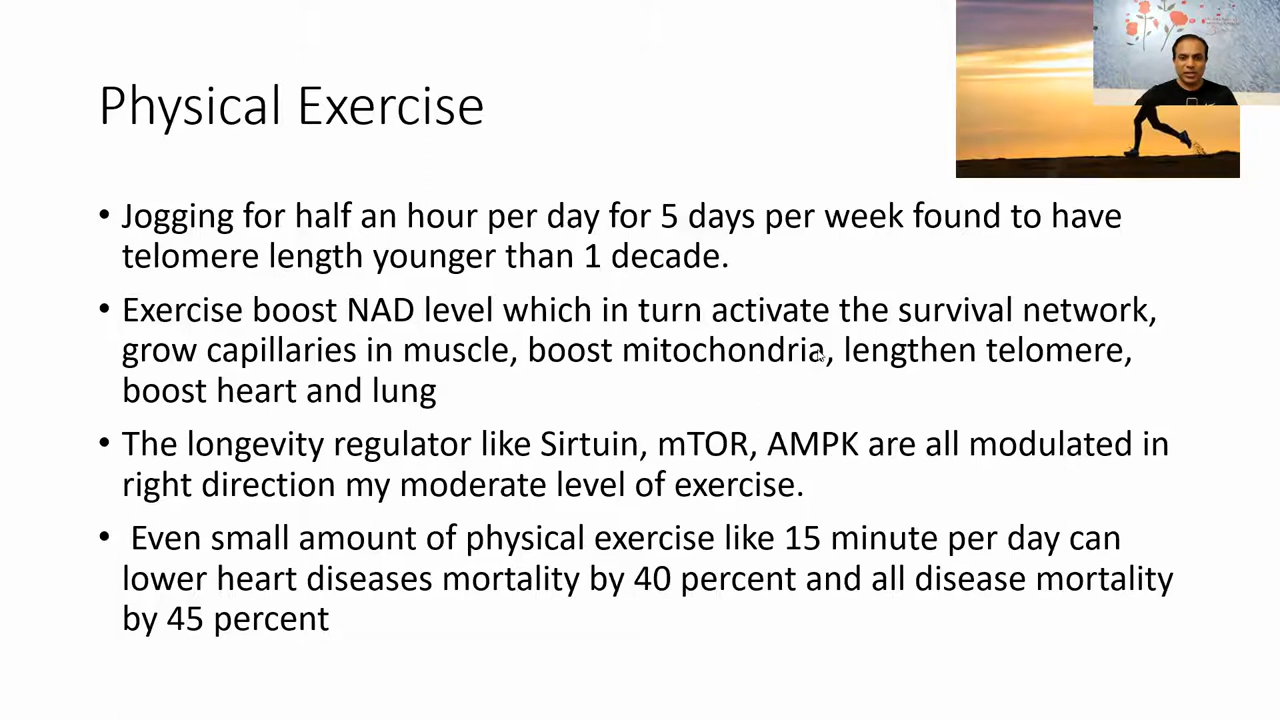 Physical Exercise
• Jogging for half an hour per day for 5 days per week found to have
telomere length younger than 1 decade.
• Exercise boost NAD level which in turn activate the survival network,
grow capillaries in muscle, boost mitochondria, lengthen telomere,
boost heart and lung
• The longevity regulator like Sirtuin, mTOR, AMPK are all modulated in
right direction my moderate level of exercise.
• Even small amount of physical exercise like 15 minute per day can
lower heart diseases mortality by 40 percent and all disease mortality
by 45 percent